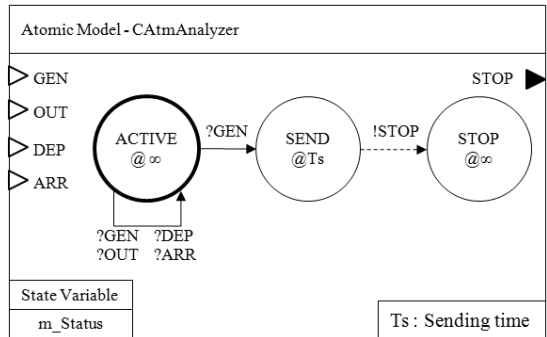 Atomic Model - CAtmAnalyzer
GEN
OUT
DEP
ARR
STOP
ACTIVE
@ ∞
?GEN
SEND
@Ts
!STOP
STOP
@∞
?GEN ?DEP
?OUT ?ARR
State Variable
m_Status
Ts : Sending time